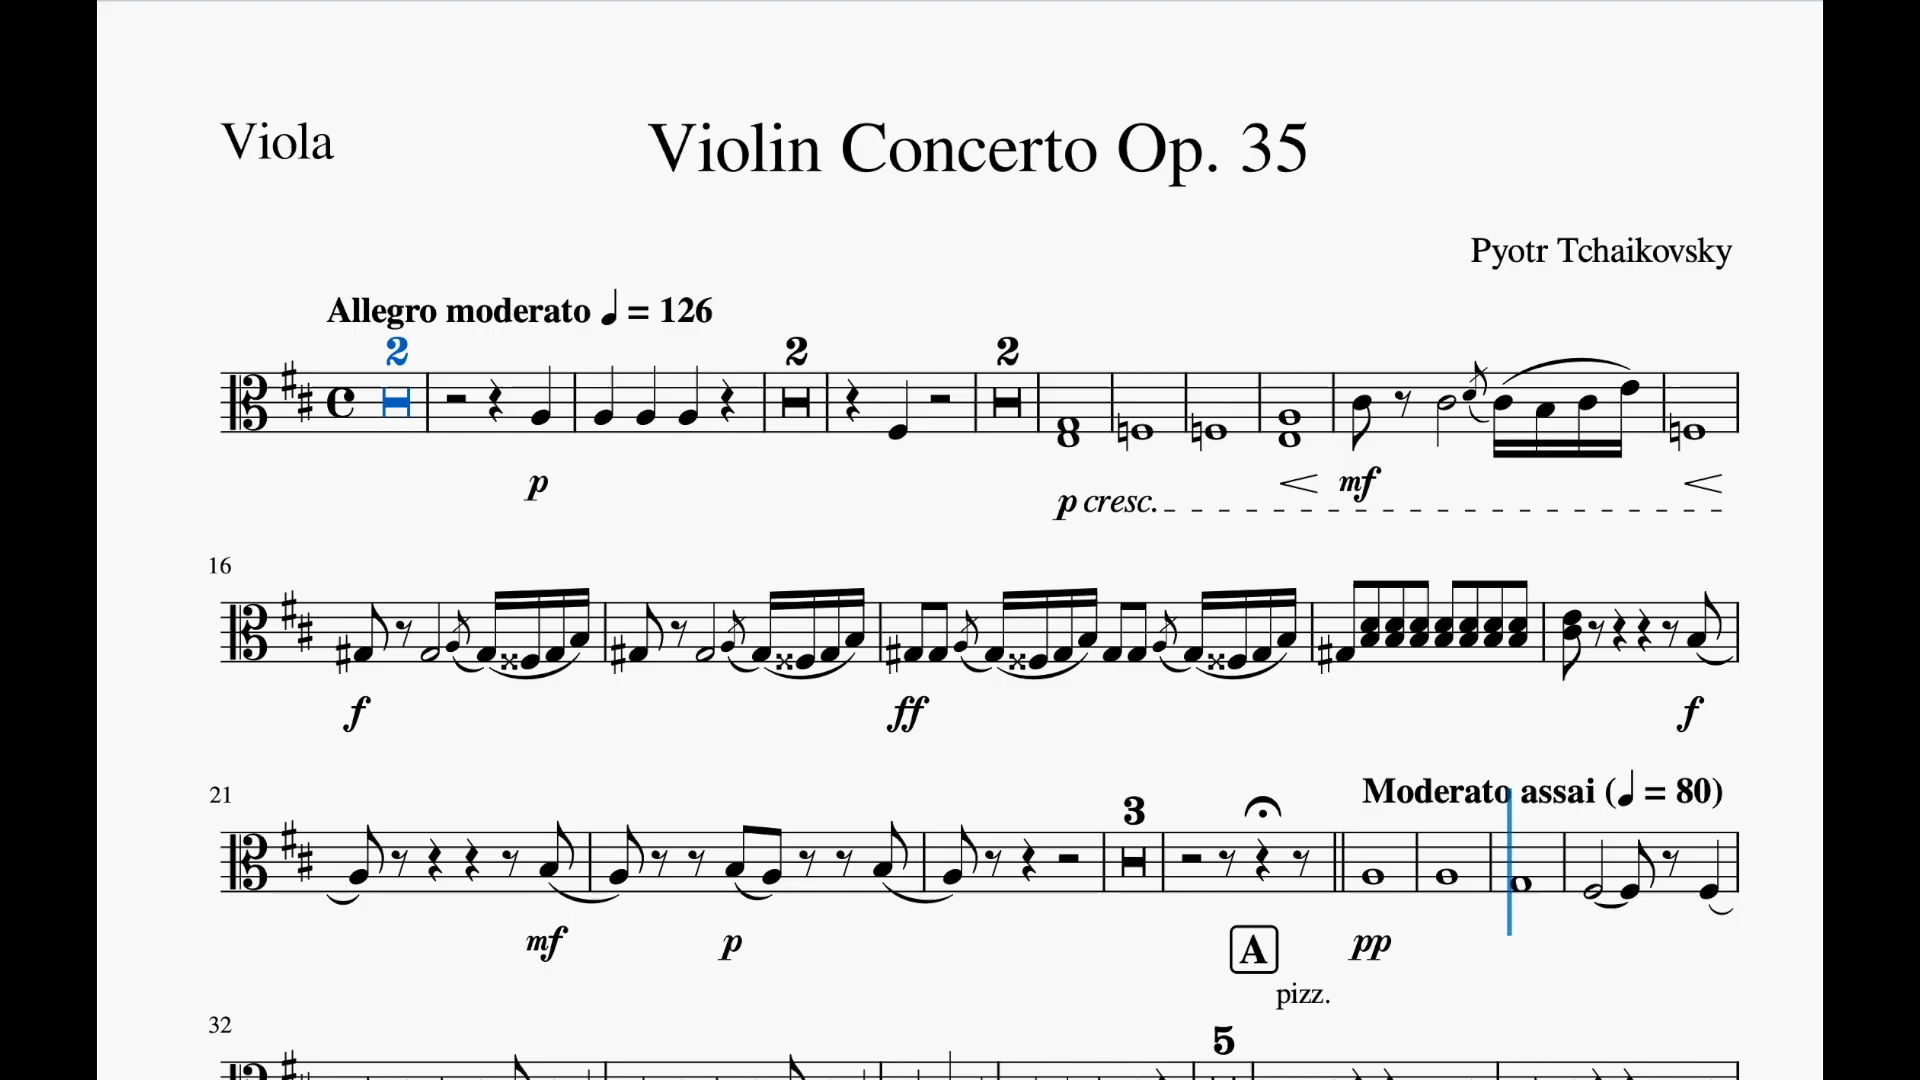 Viola
Violin Concerto Op. 35
Pyotr Tchaikovsky
Allegro moderato ♩ = 126
2 2 2
p mf
p cresc.
16
f ff f
21
3
Moderato assai (♩ = 80)
mf p pp
A
pizz.
32
5